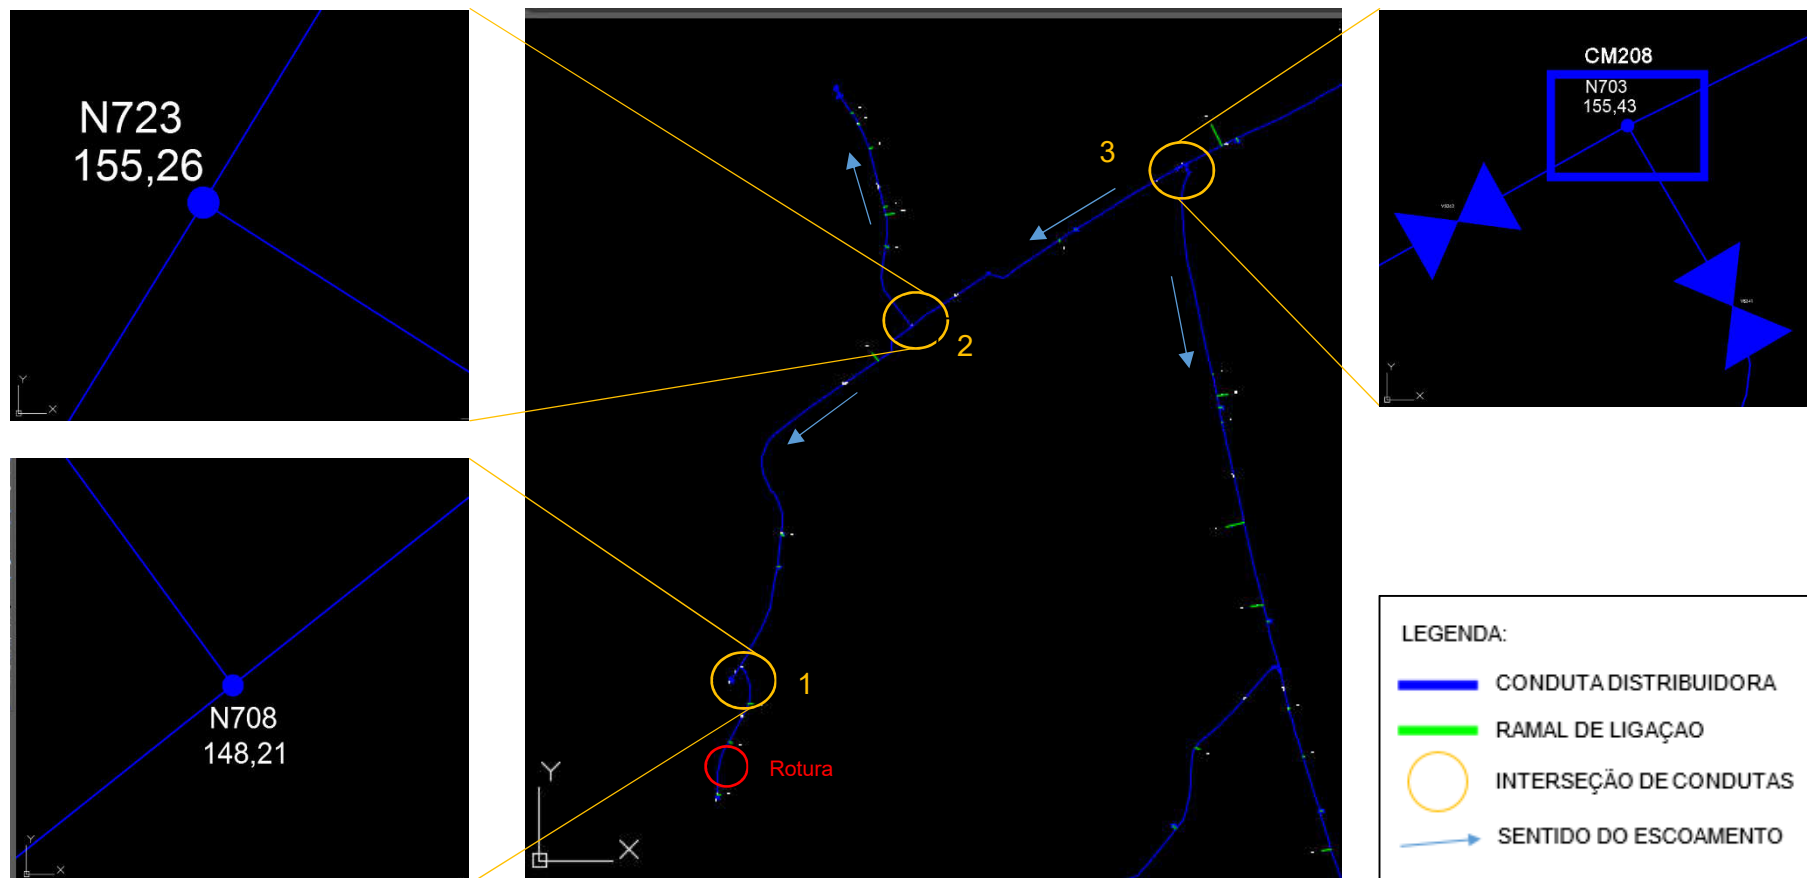 N723
155,26
Y
X
N708
148,21
Y
X
3
2
1
Rotura
Y
X
CM208
N703
155,43
Y
X
LEGENDA:
CONDUTA DISTRIBUIDORA
RAMAL DE LIGAÇAO
INTERSEÇÃO DE CONDUTAS
SENTIDO DO ESCOAMENTO